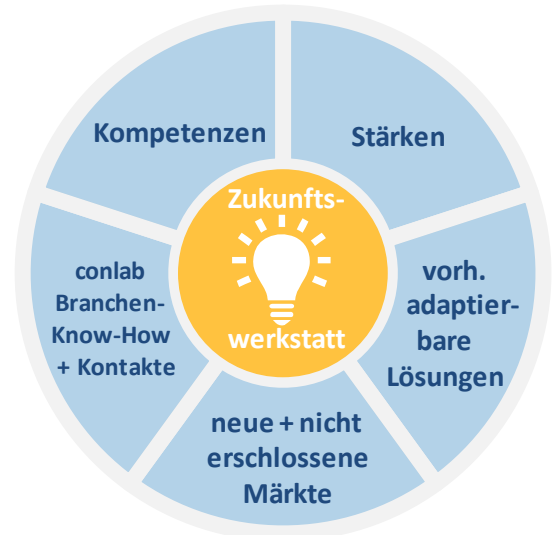 Kompetenzen
Stärken
Zukunfts-
werkstatt
conlab
Branchen-
Know-How
+ Kontakte
vorh.
adaptier-
bare
Lösungen
neue + nicht
erschlossene
Märkte